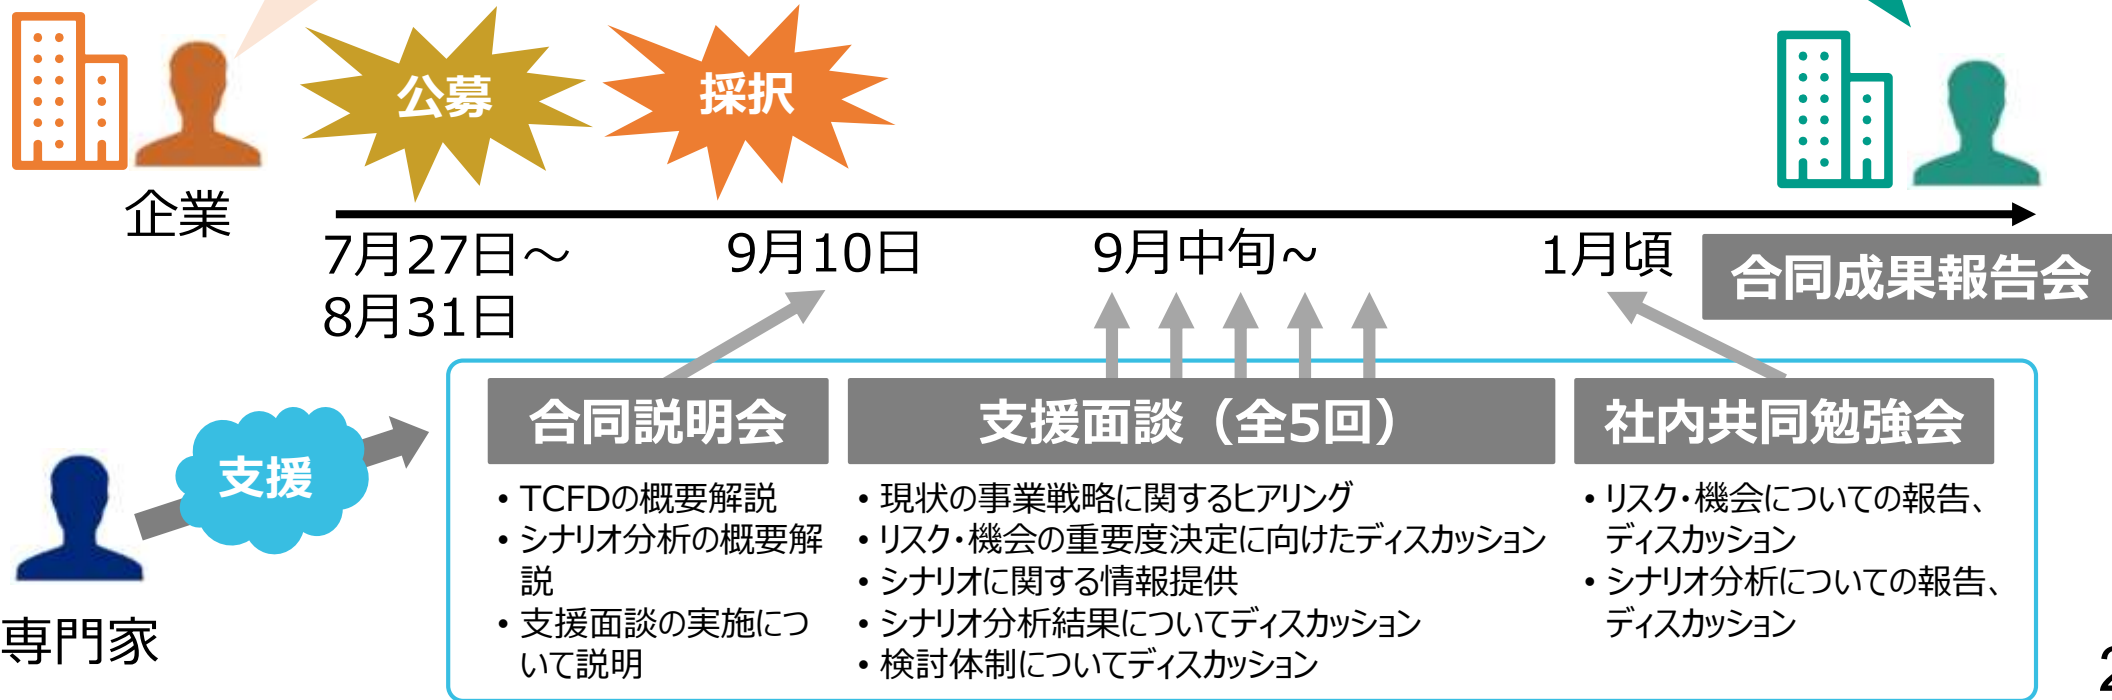 公募
採択
企業
7月27日～
8月31日
9月10日
9月中旬~
1月頃
合同成果報告会
支援
専門家
合同説明会
・TCFDの概要解説
・シナリオ分析の概要解
説
・支援面談の実施につ
いて説明
支援面談（全5回）
・現状の事業戦略に関するヒアリング
・リスク・機会の重要度決定に向けたディスカッション
・シナリオに関する情報提供
・シナリオ分析結果についてディスカッション
・検討体制についてディスカッション
社内共同勉強会
・リスク・機会についての報告、
ディスカッション
・シナリオ分析についての報告、
ディスカッション